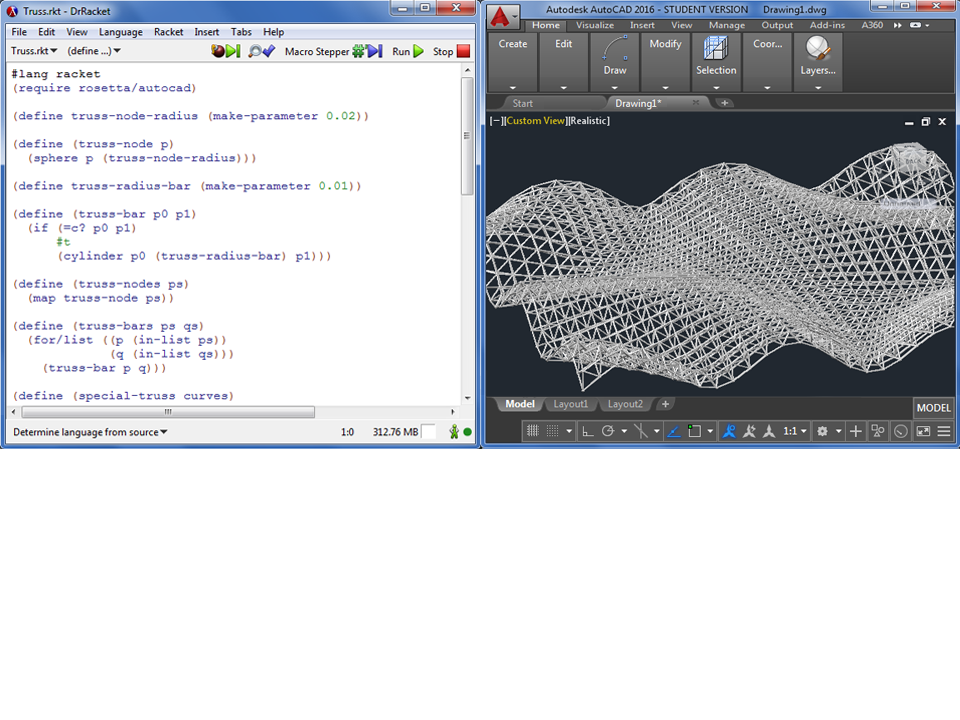 Truss.rkt - DrRacket
File Edit View Language Racket Insert Tabs Help
Truss.rkt (define ...) Macro Stepper Run Stop
#lang racket
(require rosetta/autocad)
(define truss-node-radius (make-parameter 0.02))
(define (truss-node p)
(sphere p (truss-node-radius)))
(define truss-radius-bar (make-parameter 0.01))
(define (truss-bar p0 p1)
(if (=c? p0 p1)
#t
(cylinder p0 (truss-radius-bar) p1)))
(define (truss-nodes ps)
(map truss-node ps))
(define (truss-bars ps qs)
(for/list ((p (in-list ps))
(q (in-list qs)))
(truss-bar p q)))
(define (special-truss curves)
Determine language from source 1:0 312.76 MB
Autodesk AutoCAD 2016 - STUDENT VERSION Drawing1.dwg
Home Visualize Insert View Manage Output Add-ins A360
Create Edit Draw Modify Selection Coor... Layers...
Start Drawing1*
[−][Custom View][Realistic]
Model Layout1 Layout2 +
MODEL
1:1